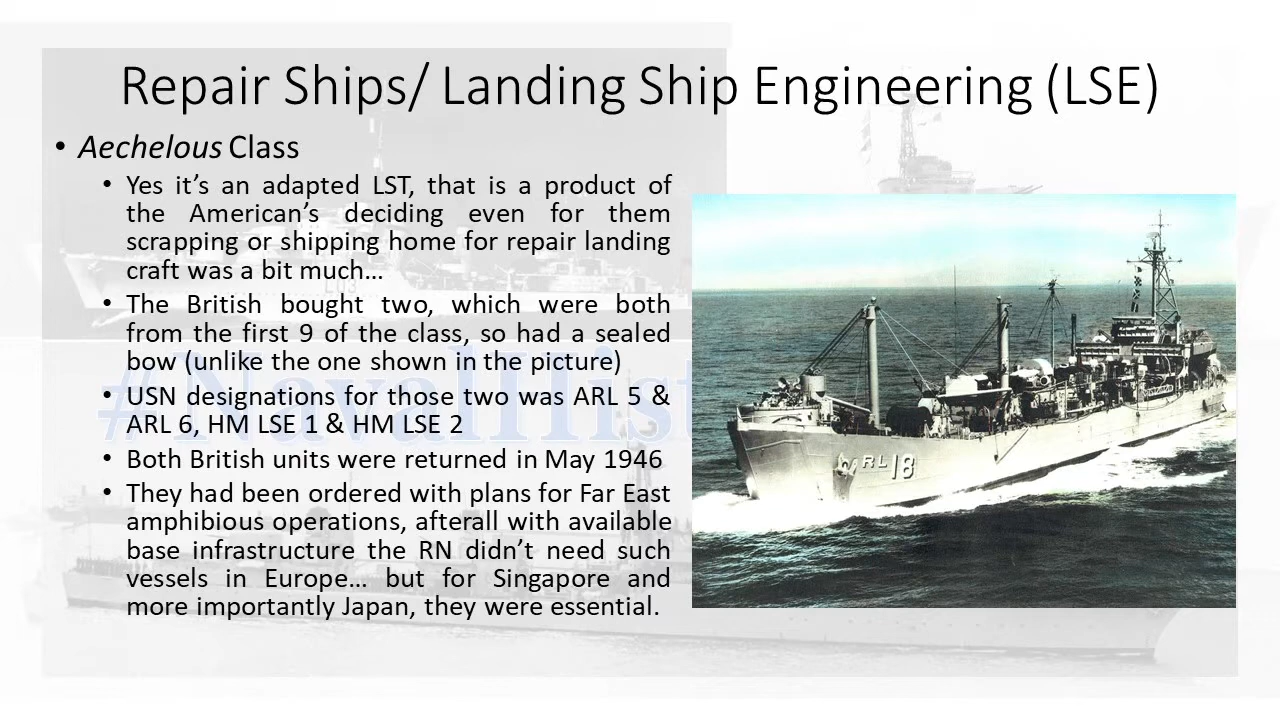 Repair Ships/ Landing Ship Engineering (LSE)
• Aechelous Class
• Yes it’s an adapted LST, that is a product of
the American’s deciding even for them
scrapping or shipping home for repair landing
craft was a bit much…
• The British bought two, which were both
from the first 9 of the class, so had a sealed
bow (unlike the one shown in the picture)
• USN designations for those two was ARL 5 &
ARL 6, HM LSE 1 & HM LSE 2
• Both British units were returned in May 1946
• They had been ordered with plans for Far East
amphibious operations, afterall with available
base infrastructure the RN didn’t need such
vessels in Europe… but for Singapore and
more importantly Japan, they were essential.
ARL 18
#NavalHist
L03